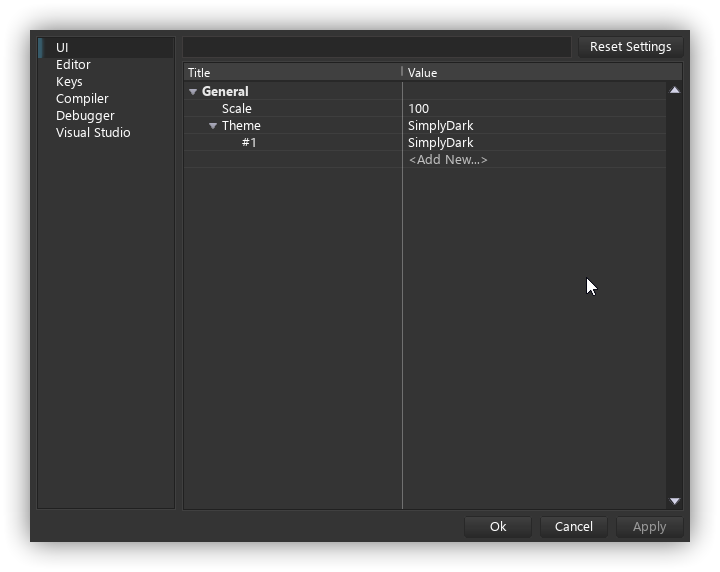 UI
Editor
Keys
Compiler
Debugger
Visual Studio
Reset Settings
Title Value
General
Scale 100
Theme SimplyDark
#1 SimplyDark
<Add New...>
Ok Cancel Apply